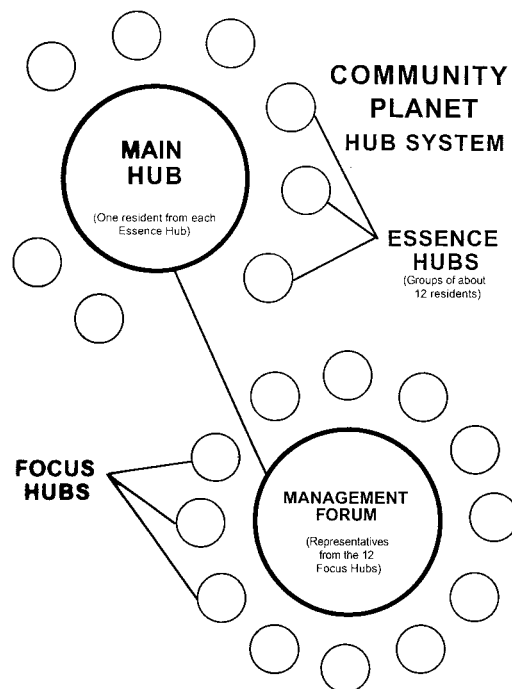 COMMUNITY
PLANET
HUB SYSTEM
MAIN
HUB
(One resident from each
Essence Hub)
ESSENCE
HUBS
(Groups of about
12 residents)
FOCUS
HUBS
MANAGEMENT
FORUM
(Representatives
from the 12
Focus Hubs)